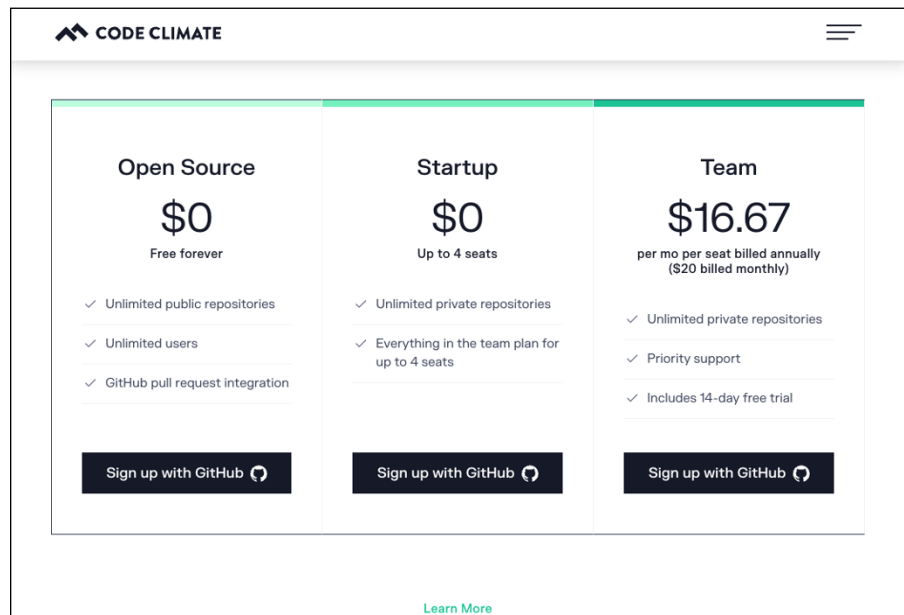 CODE CLIMATE
Open Source
$0
Free forever
Unlimited public repositories
Unlimited users
GitHub pull request integration
Sign up with GitHub
Startup
$0
Up to 4 seats
Unlimited private repositories
Everything in the team plan for
up to 4 seats
Sign up with GitHub
Team
$16.67
per mo per seat billed annually
($20 billed monthly)
Unlimited private repositories
Priority support
Includes 14-day free trial
Sign up with GitHub
Learn More